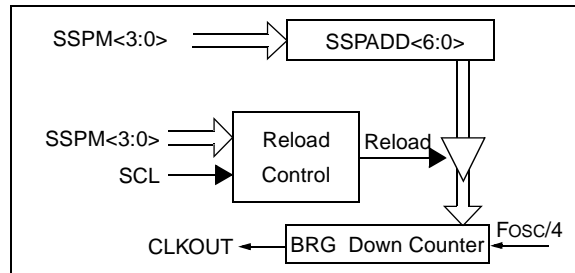 SSPM<3:0>
SSPADD<6:0>
SSPM<3:0>
SCL
Reload
Control
Reload
CLKOUT
BRG Down Counter
FOSC/4